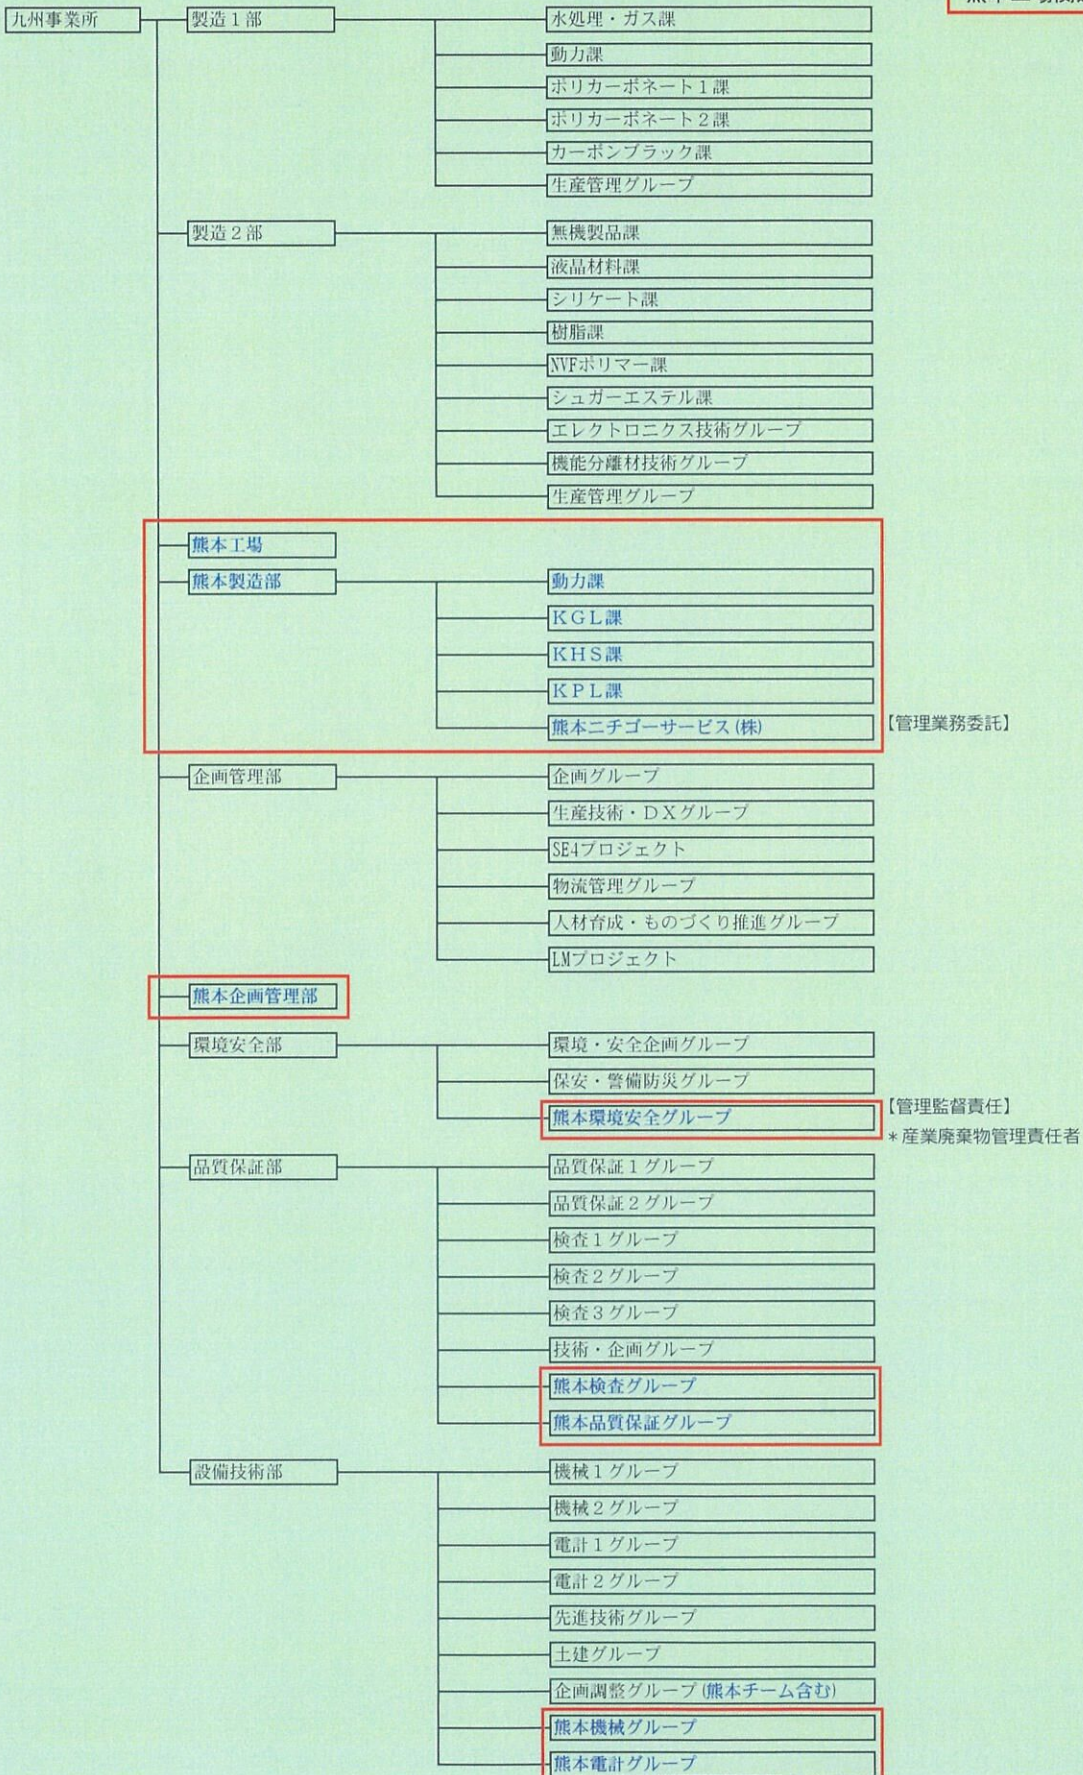 九州事業所
製造１部
水処理・ガス課
動力課
ポリカーボネート１課
ポリカーボネート２課
カーボンブラック課
生産管理グループ
製造２部
無機製品課
液晶材料課
シリケート課
樹脂課
NVFポリマー課
シュガーエステル課
エレクトロニクス技術グループ
機能分離材技術グループ
生産管理グループ
熊本工場
熊本製造部
動力課
ＫＧＬ課
ＫＨＳ課
ＫＰＬ課
熊本ニチゴーサービス(株)
【管理業務委託】
企画管理部
企画グループ
生産技術・ＤＸグループ
SE4プロジェクト
物流管理グループ
人材育成・ものづくり推進グループ
LMプロジェクト
熊本企画管理部
環境安全部
環境・安全企画グループ
保安・警備防災グループ
熊本環境安全グループ
【管理監督責任】
＊産業廃棄物管理責任者
品質保証部
品質保証１グループ
品質保証２グループ
検査１グループ
検査２グループ
検査３グループ
技術・企画グループ
熊本検査グループ
熊本品質保証グループ
設備技術部
機械１グループ
機械２グループ
電計１グループ
電計２グループ
先進技術グループ
土建グループ
企画調整グループ(熊本チーム含む)
熊本機械グループ
熊本電計グループ